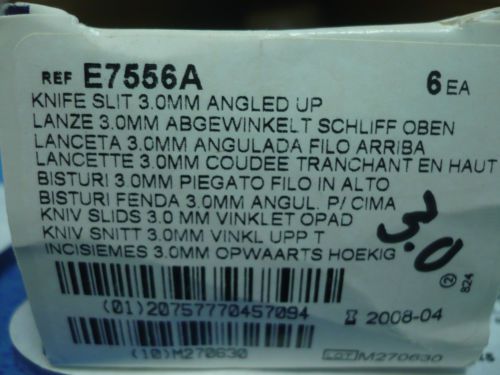 REF E7556A 6 EA
KNIFE SLIT 3.0MM ANGLED UP
LANZE 3.0MM ABGEWINKELT SCHLIFF OBEN
LANCETA 3.0MM ANGULADA FILO ARRIBA
LANCETTE 3.0MM COUDEE TRANCHANT EN HAUT
BISTURI 3.0MM PIEGATO FILO IN ALTO
BISTURI FENDA 3.0MM ANGUL. P/ CIMA
KNIV SLIDS 3.0 MM VINKLET OPAD
KNIV SNITT 3.0MM VINKL UPP T
INCISIEMES 3.0MM OPWAARTS HOEKIG
3.0
2 824
(01)20757770457094
2008-04
(10)M270630
LOT M270630